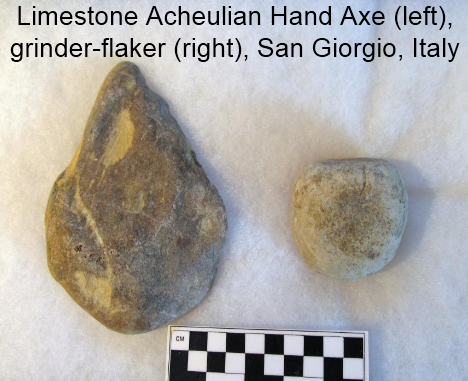 Limestone Acheulian Hand Axe (left),
grinder-flaker (right), San Giorgio, Italy
CM